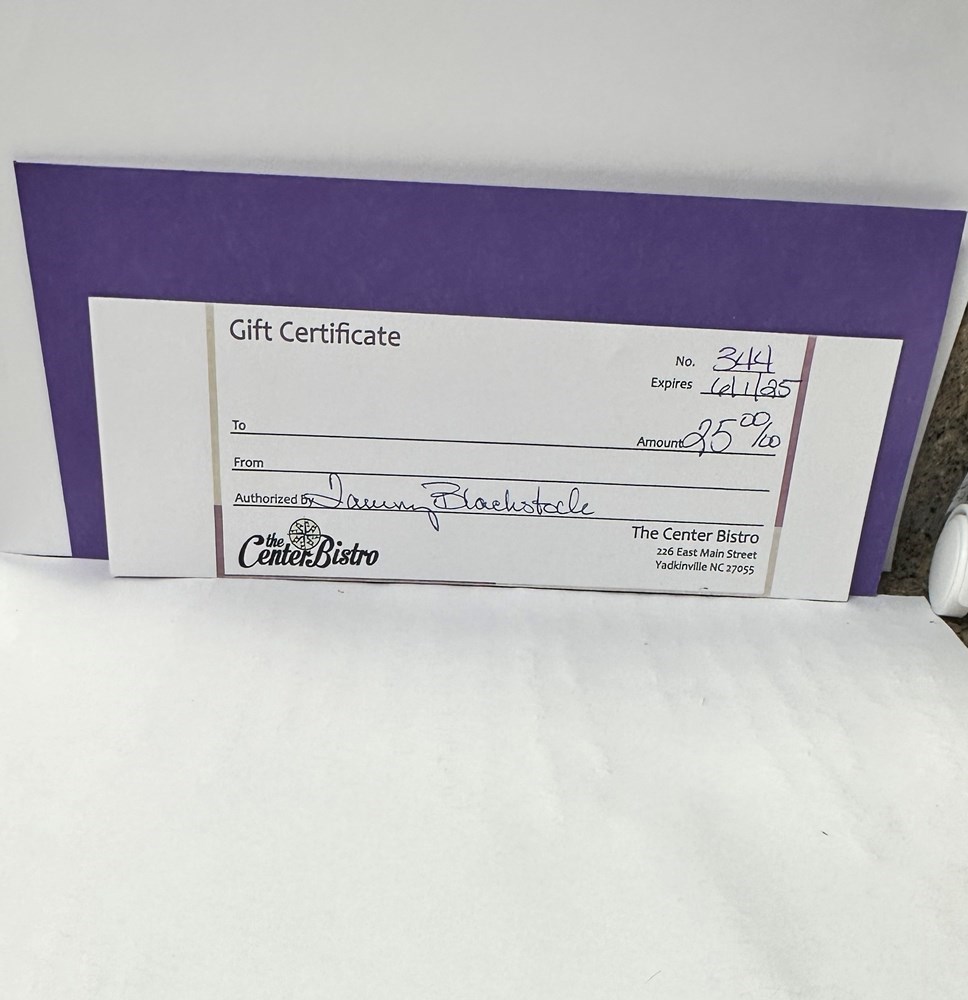 Gift Certificate
No. 344
Expires 6/1/25
To
Amount 25 00/00
From
Authorized by Tammy Blackstock
the
Center Bistro
The Center Bistro
226 East Main Street
Yadkinville NC 27055